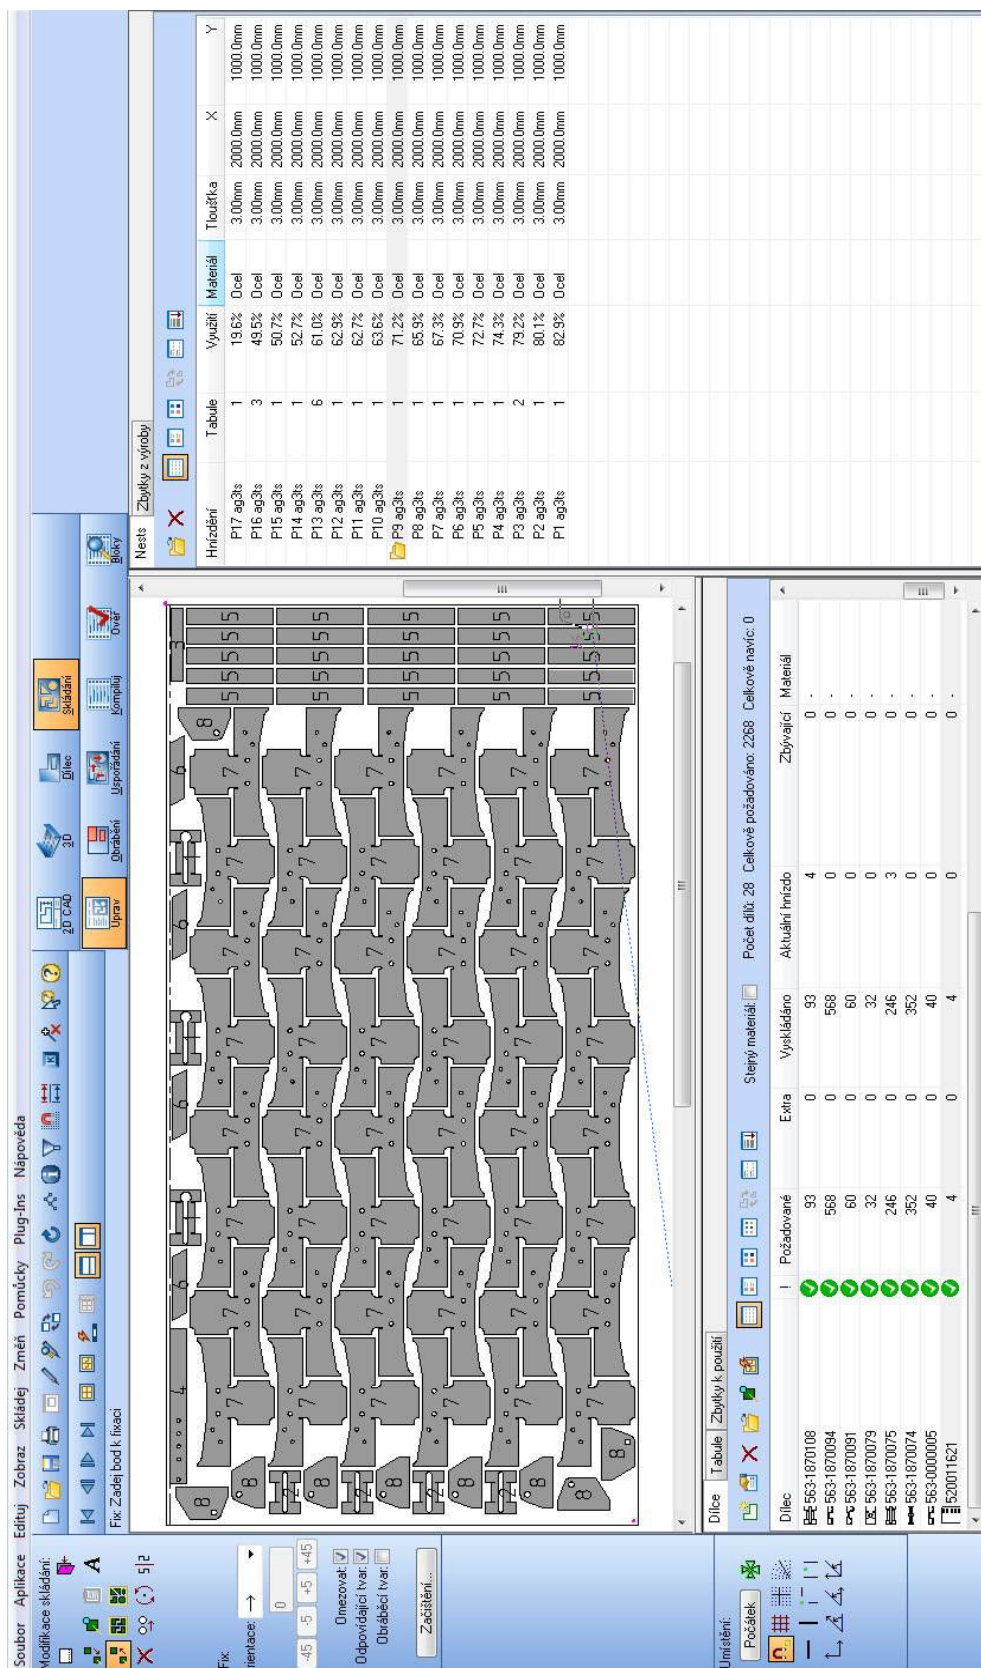 Soubor Aplikace Edituj Zobraz Skládej Změň Pomůcky Plug-Ins Nápověda
2D CAD 3D Dílec Skládání
Uprav Obrábění Uspořádání Kompiluj Ověř Bloky
Modifikace skládání:
Fix: Zadej bod k fixaci
Fix:
rientace:
0
-45 -5 +5 +45
Omezovat:
Odpovídající tvar:
Obráběcí tvar:
Začištění...
Umístění:
Počátek
Nests Zbytky z výroby
Hnízdění Tabule Využití Materiál Tloušťka X Y
P17 ag3ts 1 19.6% Ocel 3.00mm 2000.0mm 1000.0mm
P16 ag3ts 3 49.5% Ocel 3.00mm 2000.0mm 1000.0mm
P15 ag3ts 1 50.7% Ocel 3.00mm 2000.0mm 1000.0mm
P14 ag3ts 1 52.7% Ocel 3.00mm 2000.0mm 1000.0mm
P13 ag3ts 6 61.0% Ocel 3.00mm 2000.0mm 1000.0mm
P12 ag3ts 1 62.9% Ocel 3.00mm 2000.0mm 1000.0mm
P11 ag3ts 1 62.7% Ocel 3.00mm 2000.0mm 1000.0mm
P10 ag3ts 1 63.6% Ocel 3.00mm 2000.0mm 1000.0mm
P9 ag3ts 1 71.2% Ocel 3.00mm 2000.0mm 1000.0mm
P8 ag3ts 1 65.9% Ocel 3.00mm 2000.0mm 1000.0mm
P7 ag3ts 1 67.3% Ocel 3.00mm 2000.0mm 1000.0mm
P6 ag3ts 1 70.9% Ocel 3.00mm 2000.0mm 1000.0mm
P5 ag3ts 1 72.7% Ocel 3.00mm 2000.0mm 1000.0mm
P4 ag3ts 1 74.3% Ocel 3.00mm 2000.0mm 1000.0mm
P3 ag3ts 2 79.2% Ocel 3.00mm 2000.0mm 1000.0mm
P2 ag3ts 1 80.1% Ocel 3.00mm 2000.0mm 1000.0mm
P1 ag3ts 1 82.9% Ocel 3.00mm 2000.0mm 1000.0mm
Dílce Tabule Zbytky k použití
Stejný materiál: Počet dílů: 28 Celkově požadováno: 2268 Celkově navíc: 0
Dílec ! Požadované Extra Vyskládáno Aktuální hnízdo Zbývající Materiál
563-1870108 93 0 93 4 0 -
563-1870094 568 0 568 0 0 -
563-1870091 60 0 60 0 0 -
563-1870079 32 0 32 0 0 -
563-1870075 246 0 246 3 0 -
563-1870074 352 0 352 0 0 -
563-0000005 40 0 40 0 0 -
520011621 4 0 4 0 0 -